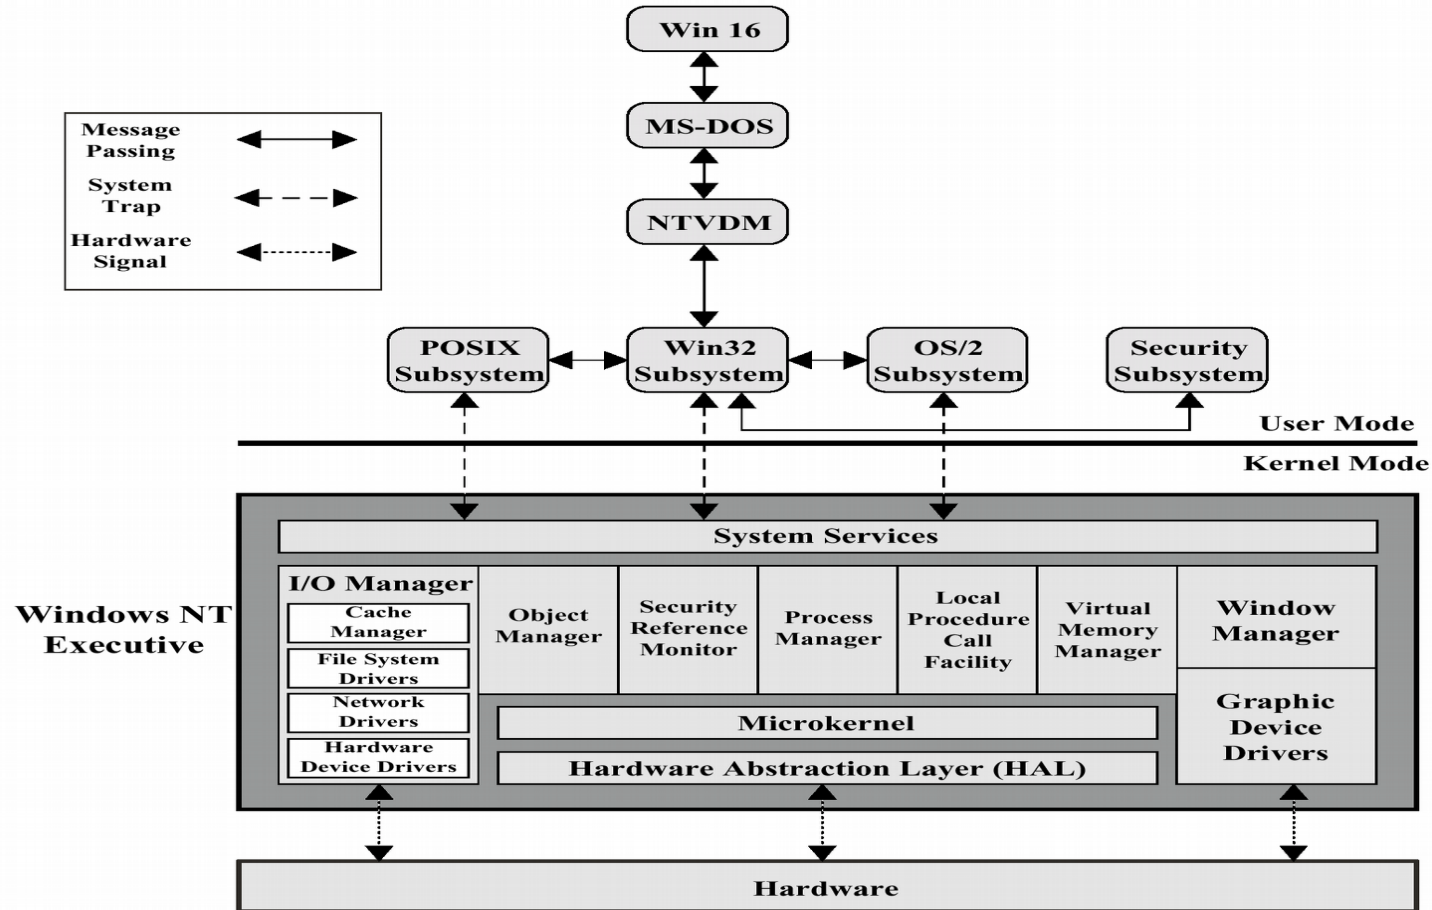 Win 16
MS-DOS
NTVDM
Message
Passing
System
Trap
Hardware
Signal
POSIX
Subsystem
Win32
Subsystem
OS/2
Subsystem
Security
Subsystem
User Mode
Kernel Mode
Windows NT
Executive
System Services
I/O Manager
Cache
Manager
File System
Drivers
Network
Drivers
Hardware
Device Drivers
Object
Manager
Security
Reference
Monitor
Process
Manager
Local
Procedure
Call
Facility
Virtual
Memory
Manager
Window
Manager
Graphic
Device
Drivers
Microkernel
Hardware Abstraction Layer (HAL)
Hardware